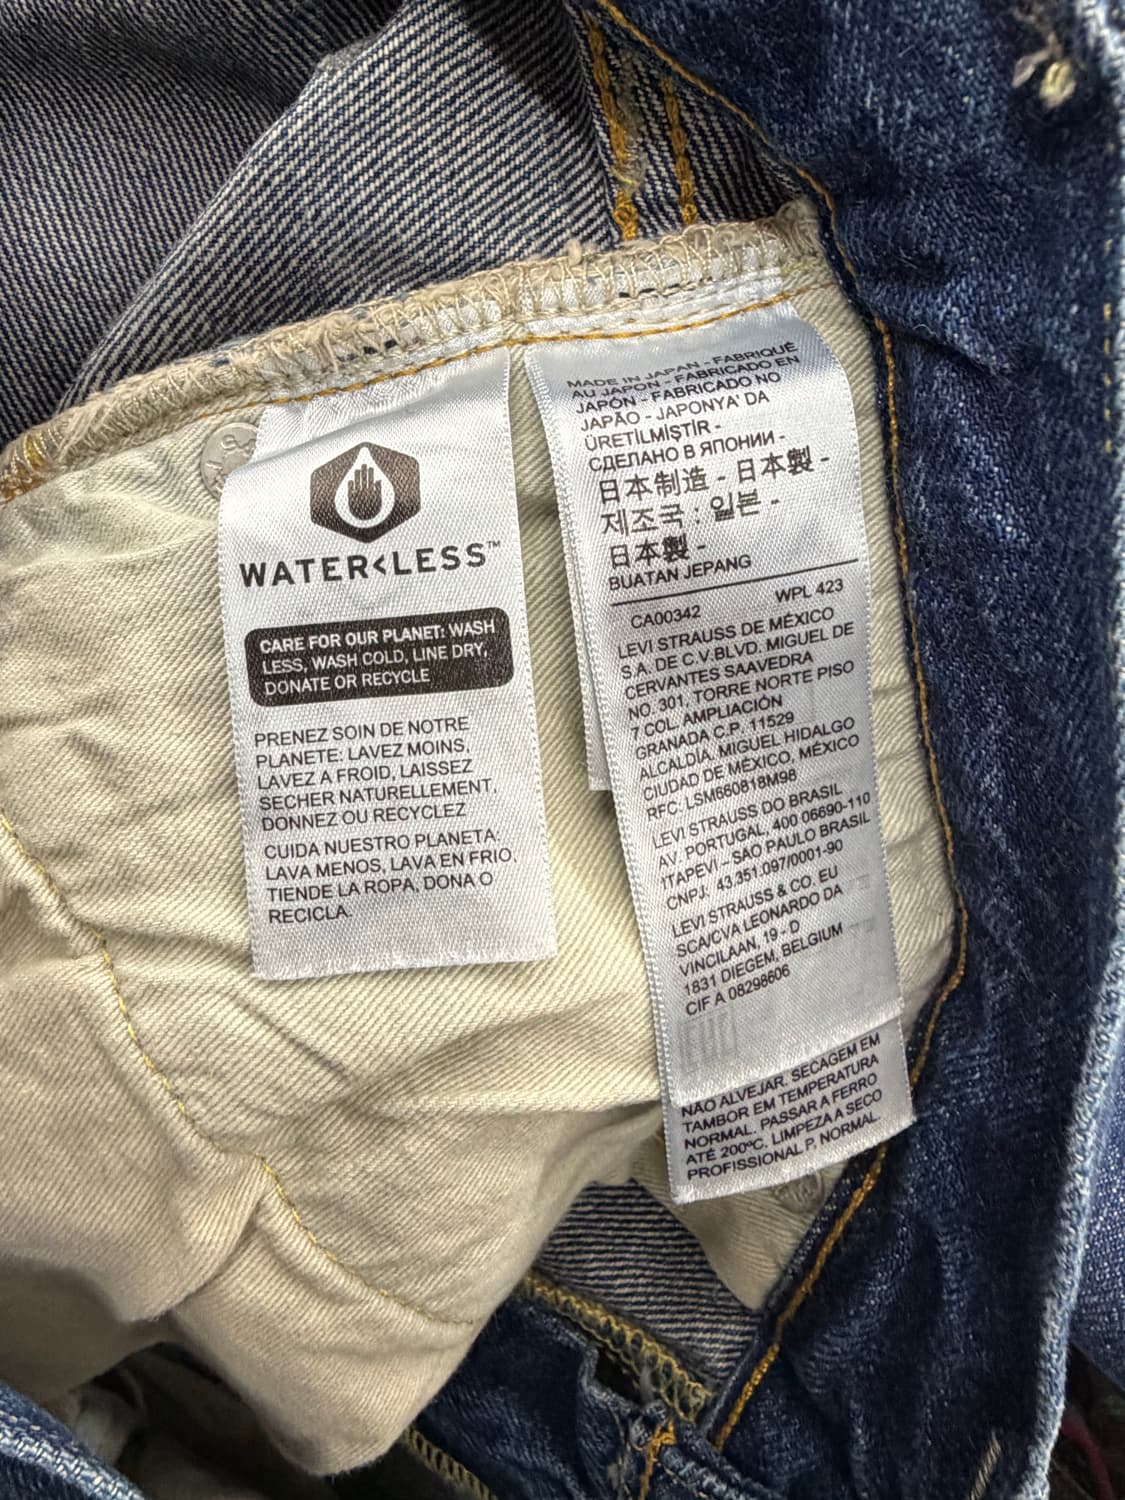 WATER<LESS™
CARE FOR OUR PLANET: WASH
LESS, WASH COLD, LINE DRY,
DONATE OR RECYCLE
PRENEZ SOIN DE NOTRE
PLANETE: LAVEZ MOINS,
LAVEZ A FROID, LAISSEZ
SECHER NATURELLEMENT,
DONNEZ OU RECYCLEZ
CUIDA NUESTRO PLANETA:
LAVA MENOS, LAVA EN FRIO,
TIENDE LA ROPA, DONA O
RECICLA.
MADE IN JAPAN - FABRIQUÉ
AU JAPON - FABRICADO EN
JAPÓN - FABRICADO NO
JAPÃO - JAPONYA' DA
ÜRETİLMİŞTİR -
СДЕЛАНО В ЯПОНИИ -
日本制造 - 日本製 -
제조국 : 일본 -
日本製 -
BUATAN JEPANG
CA00342 WPL 423
LEVI STRAUSS DE MÉXICO
S.A. DE C.V.BLVD. MIGUEL DE
CERVANTES SAAVEDRA
NO. 301, TORRE NORTE PISO
7 COL. AMPLIACIÓN
GRANADA C.P. 11529
ALCALDÍA. MIGUEL HIDALGO
CIUDAD DE MÉXICO, MÉXICO
RFC: LSM680818M98
LEVI STRAUSS DO BRASIL
AV. PORTUGAL, 400 06690-110
ITAPEVI – SAO PAULO BRASIL
CNPJ: 43.351.097/0001-90
LEVI STRAUSS & CO. EU
SCA/CVA LEONARDO DA
VINCILAAN, 19 - D
1831 DIEGEM, BELGIUM
CIF A 08298606
NÃO ALVEJAR. SECAGEM EM
TAMBOR EM TEMPERATURA
NORMAL. PASSAR A FERRO
ATÉ 200ºC. LIMPEZA A SECO
PROFISSIONAL P, NORMAL.